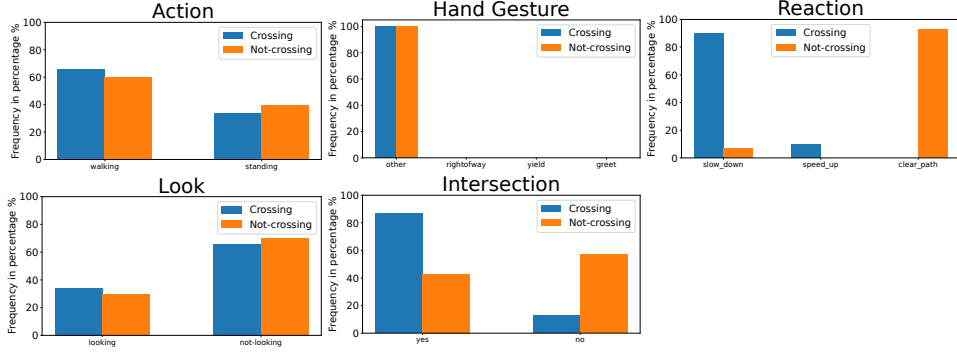 Action
Frequency in percentage %
100
80
60
40
20
0
Crossing
Not-crossing
walking
standing
Hand Gesture
Frequency in percentage %
100
80
60
40
20
0
Crossing
Not-crossing
other
rightofway
yield
greet
Reaction
Frequency in percentage %
100
80
60
40
20
0
Crossing
Not-crossing
slow_down
speed_up
clear_path
Look
Frequency in percentage %
100
80
60
40
20
0
Crossing
Not-crossing
looking
not-looking
Intersection
Frequency in percentage %
100
80
60
40
20
0
Crossing
Not-crossing
yes
no